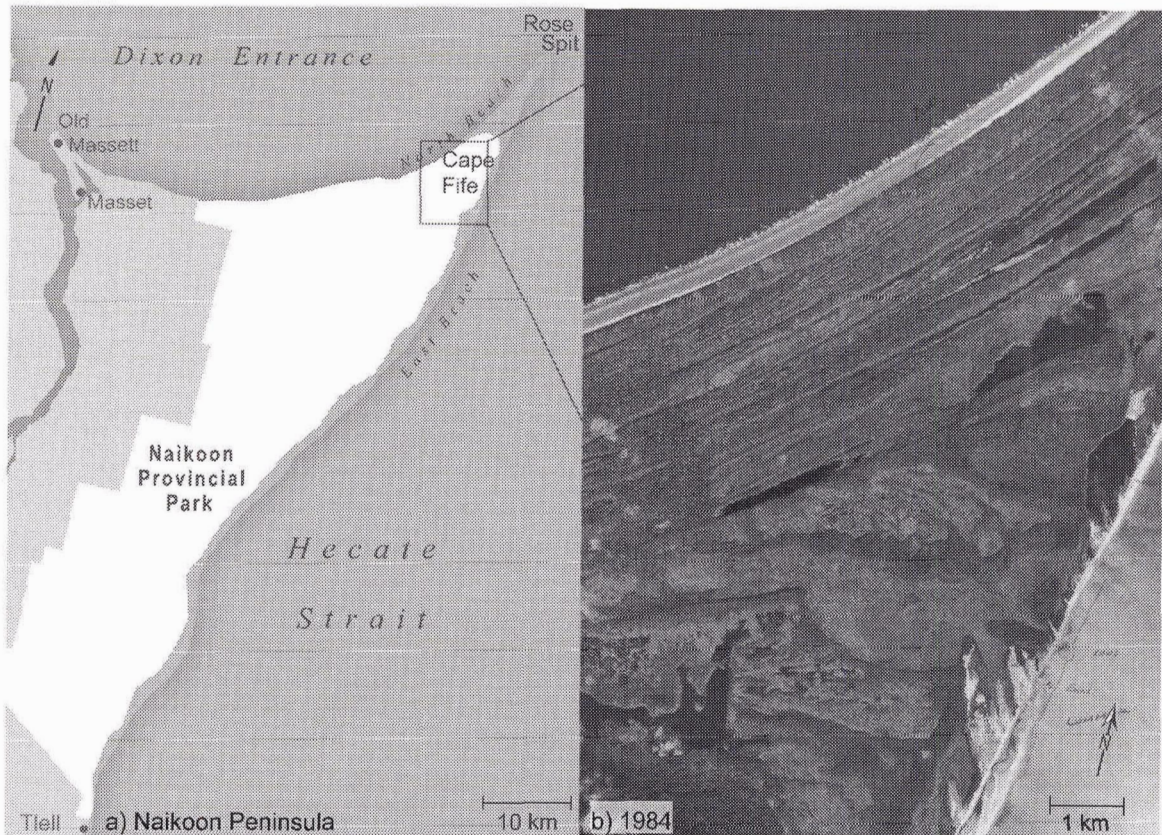 Rose
Spit
Dixon Entrance
N
Old
Massett
Masset
North Beach
Cape
Fife
East Beach
Naikoon
Provincial
Park
Hecate
Strait
Tlell
a) Naikoon Peninsula
10 km
b) 1984
N
1 km